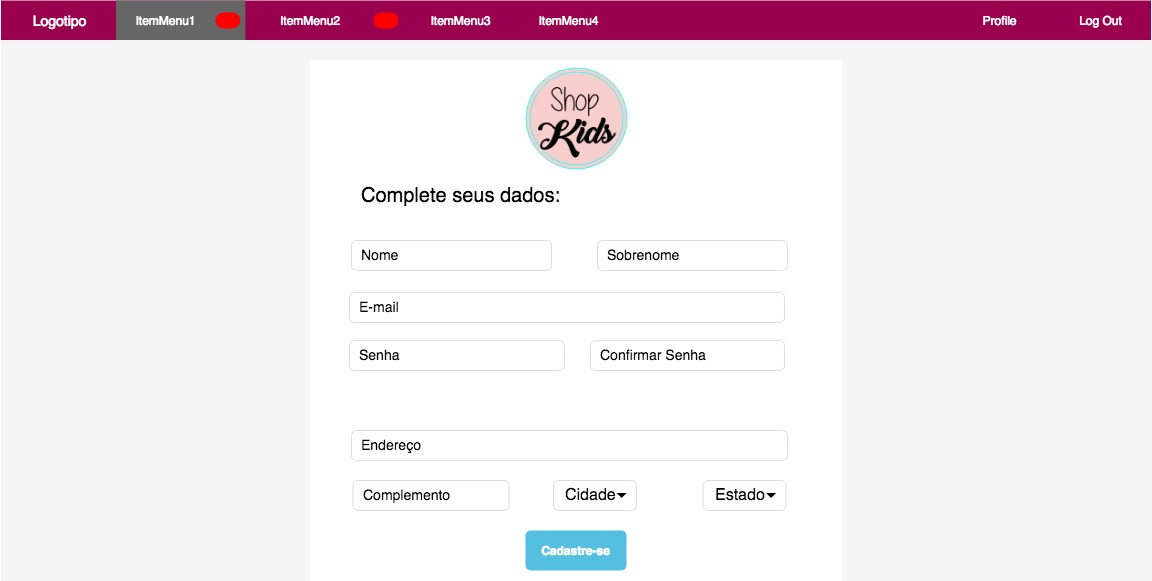 Logotipo ItemMenu1 ItemMenu2 ItemMenu3 ItemMenu4 Profile Log Out
Shop
Kids
Complete seus dados:
Nome Sobrenome
E-mail
Senha Confirmar Senha
Endereço
Complemento Cidade Estado
Cadastre-se